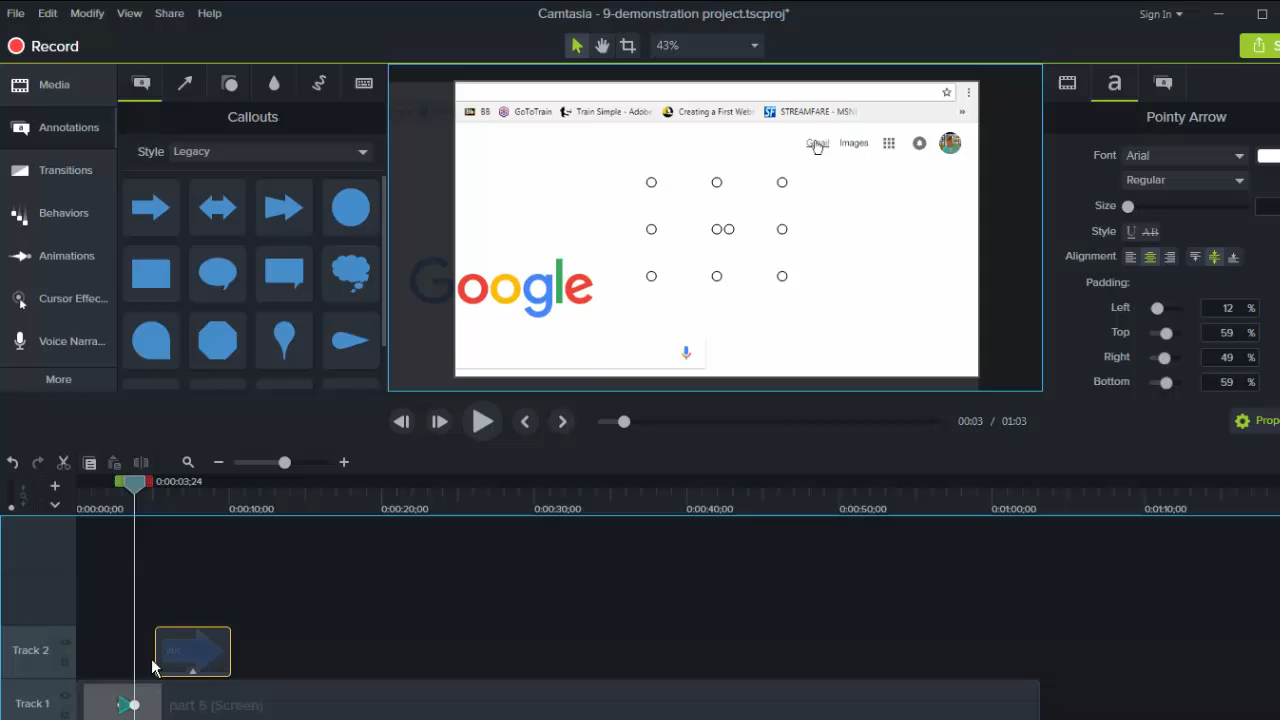 File Edit Modify View Share Help
Camtasia - 9-demonstration project.tscproj*
Sign In
Record
43%
Media
Annotations
Transitions
Behaviors
Animations
Cursor Effec...
Voice Narra...
More
Callouts
Style Legacy
BB GoToTrain Train Simple - Adob Creating a First Web STREAMFARE - MSN
»
Gmail Images
Google
Pointy Arrow
Font Arial
Regular
Size
Style U AB
Alignment
Padding:
Left 12 %
Top 59 %
Right 49 %
Bottom 59 %
00:03 / 01:03
Prop
0:00:03;24
0:00:00;00 0:00:10;00 0:00:20;00 0:00:30;00 0:00:40;00 0:00:50;00 0:01:00;00 0:01:10;00
Track 2
Track 1
part 5 (Screen)